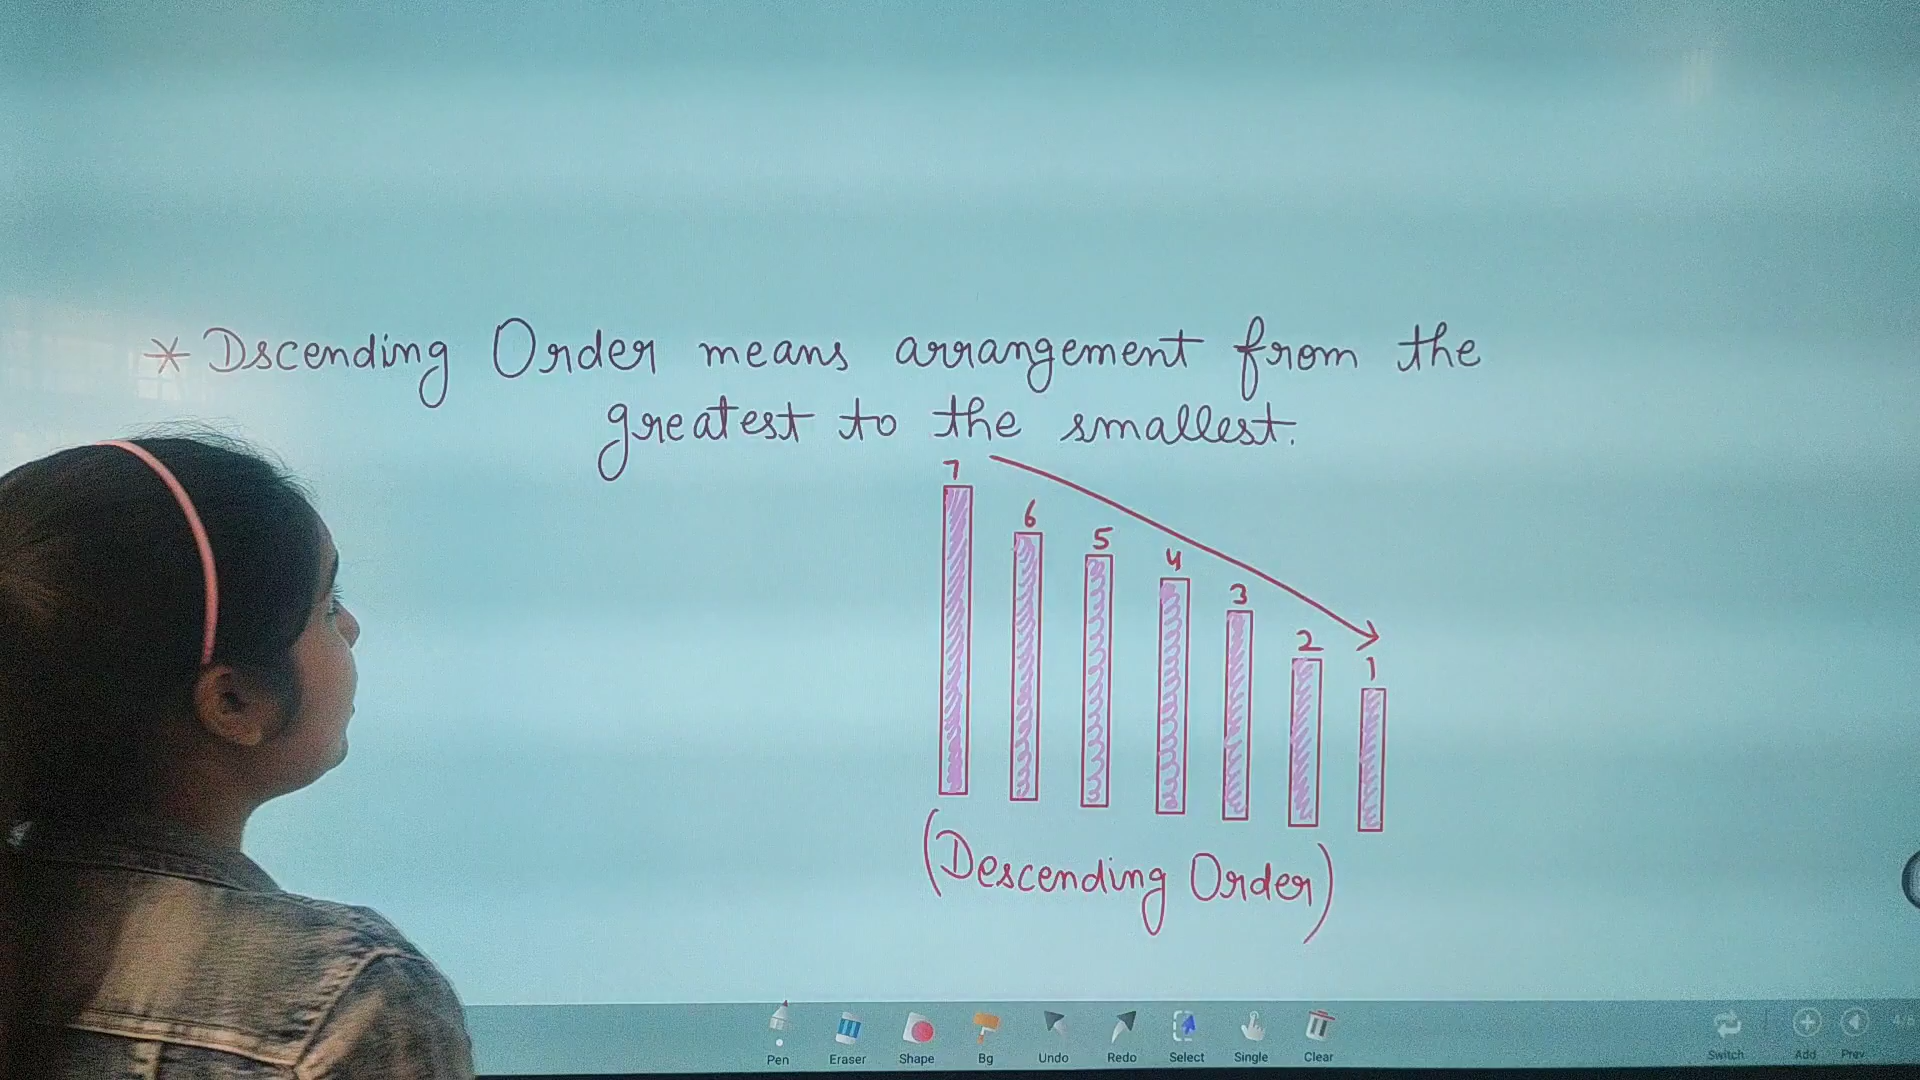 * Dscending Order means arrangement from the
greatest to the smallest.
7
6
5
4
3
2
1
(Descending Order)
Pen Eraser Shape Bg Undo Redo Select Single Clear Switch Add Prev